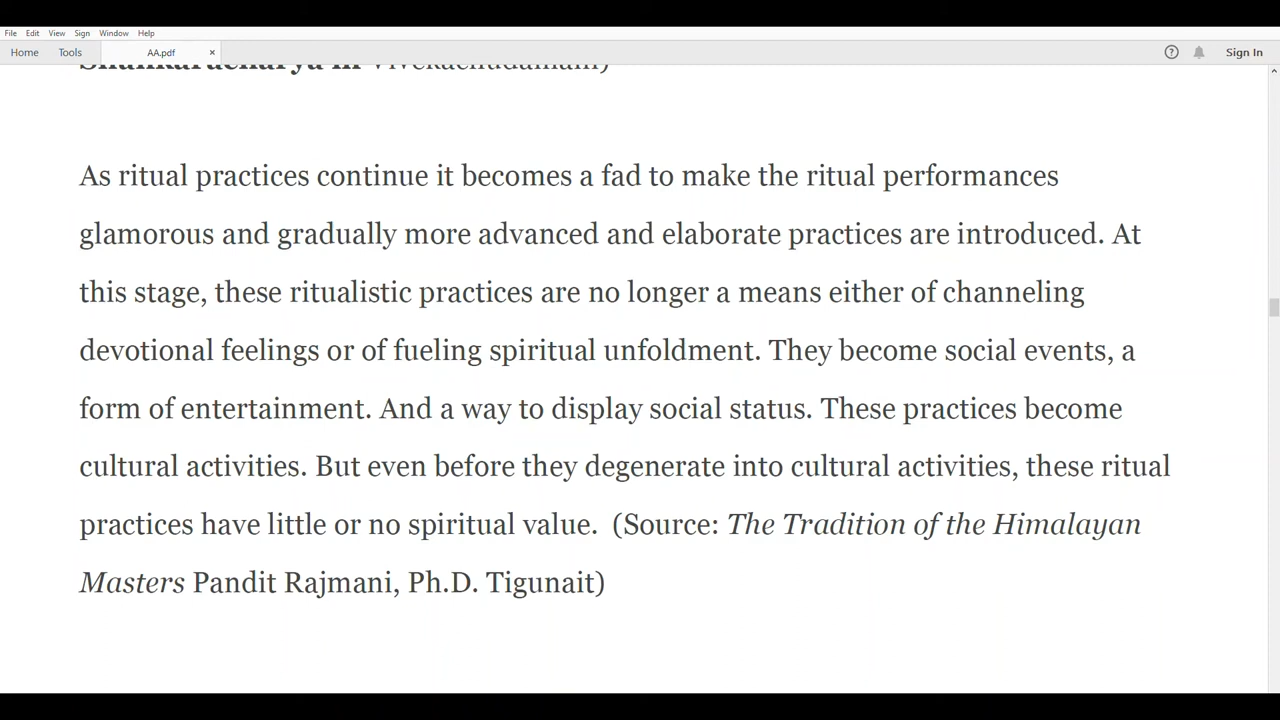 File Edit View Sign Window Help
Home Tools AA.pdf × ? Sign In
Shankaracharya in Vivekachudamani)
As ritual practices continue it becomes a fad to make the ritual performances
glamorous and gradually more advanced and elaborate practices are introduced. At
this stage, these ritualistic practices are no longer a means either of channeling
devotional feelings or of fueling spiritual unfoldment. They become social events, a
form of entertainment. And a way to display social status. These practices become
cultural activities. But even before they degenerate into cultural activities, these ritual
practices have little or no spiritual value. (Source: The Tradition of the Himalayan
Masters Pandit Rajmani, Ph.D. Tigunait)